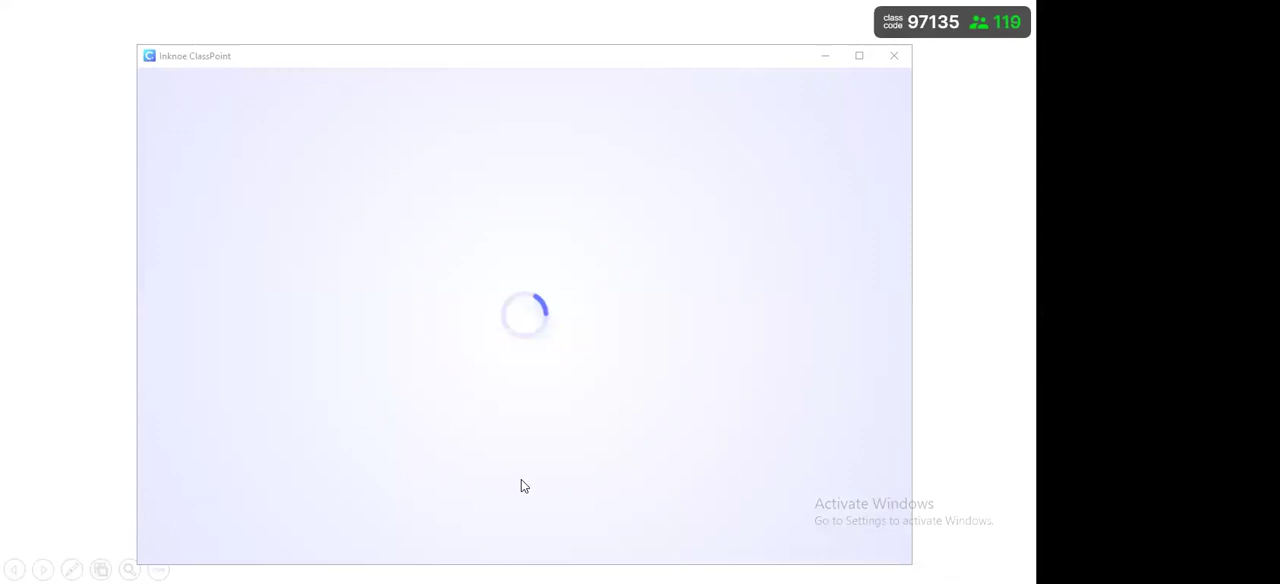 class
code 97135 119
Inknoe ClassPoint
Activate Windows
Go to Settings to activate Windows.